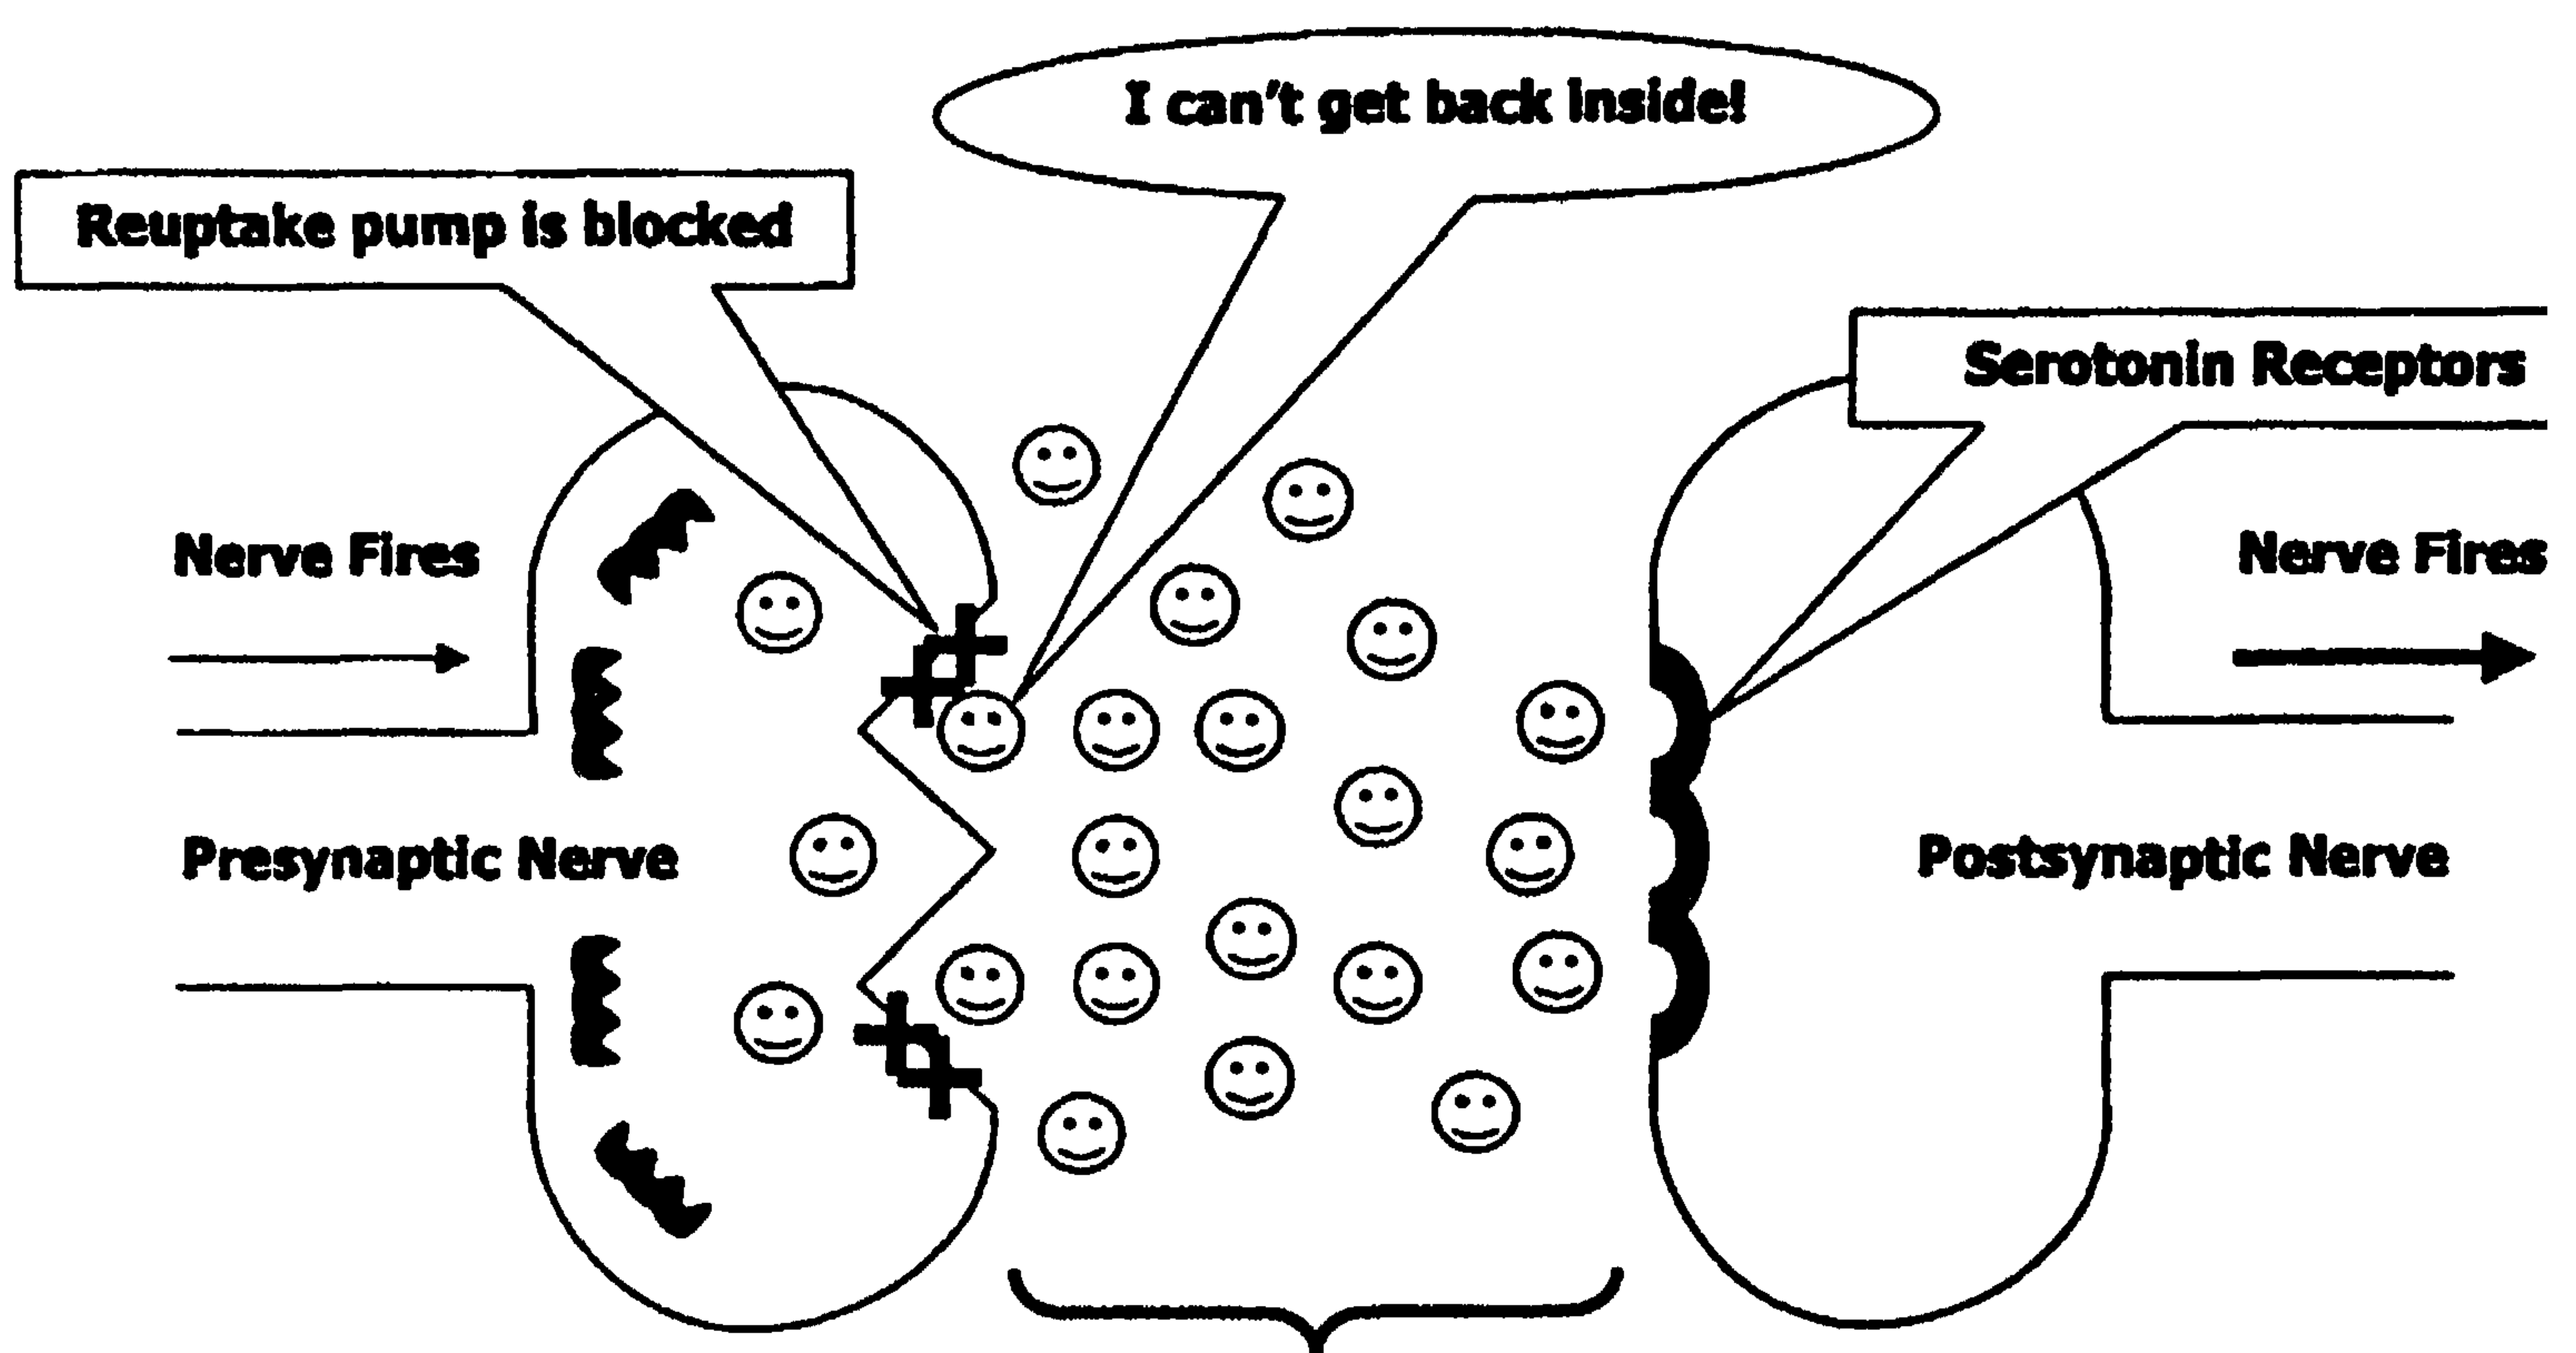 I can't get back inside!
Reuptake pump is blocked
Serotonin Receptors
Nerve Fires
Nerve Fires
Presynaptic Nerve
Postsynaptic Nerve